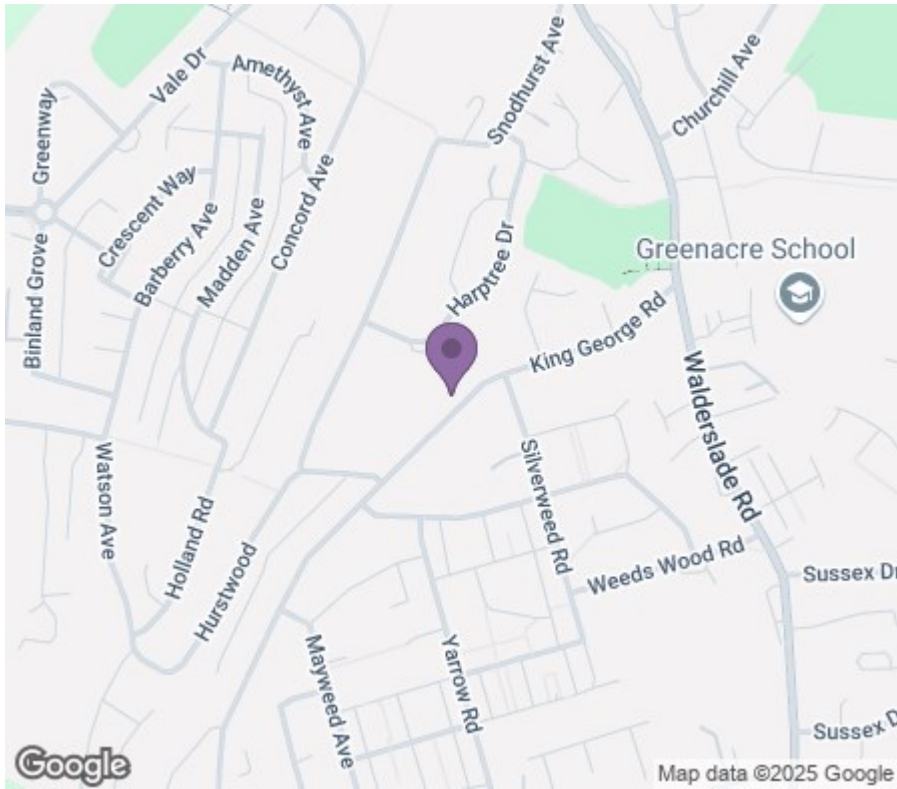 Vale Dr
Amethyst Ave
Snodhurst Ave
Churchill Ave
Greenway
Crescent Way
Concord Ave
Barberry Ave
Madden Ave
Harptree Dr
Greenacre School
Binland Grove
King George Rd
Walderslade Rd
Watson Ave
Silverweed Rd
Holland Rd
Hurstwood
Weeds Wood Rd
Sussex Dr
Mayweed Ave
Yarrow Rd
Sussex D
Google
Map data ©2025 Google